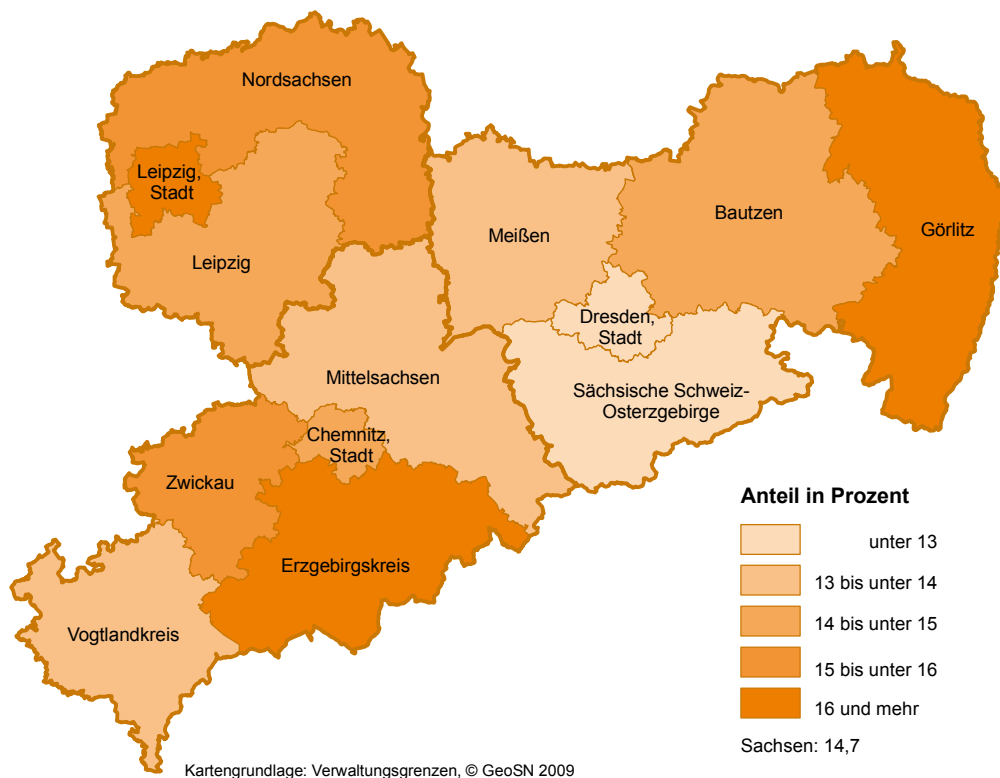 Nordsachsen
Leipzig,
Stadt
Leipzig
Meißen
Bautzen
Görlitz
Dresden,
Stadt
Mittelsachsen
Sächsische Schweiz-
Osterzgebirge
Chemnitz,
Stadt
Zwickau
Erzgebirgskreis
Vogtlandkreis
Anteil in Prozent
unter 13
13 bis unter 14
14 bis unter 15
15 bis unter 16
16 und mehr
Sachsen: 14,7
Kartengrundlage: Verwaltungsgrenzen, © GeoSN 2009